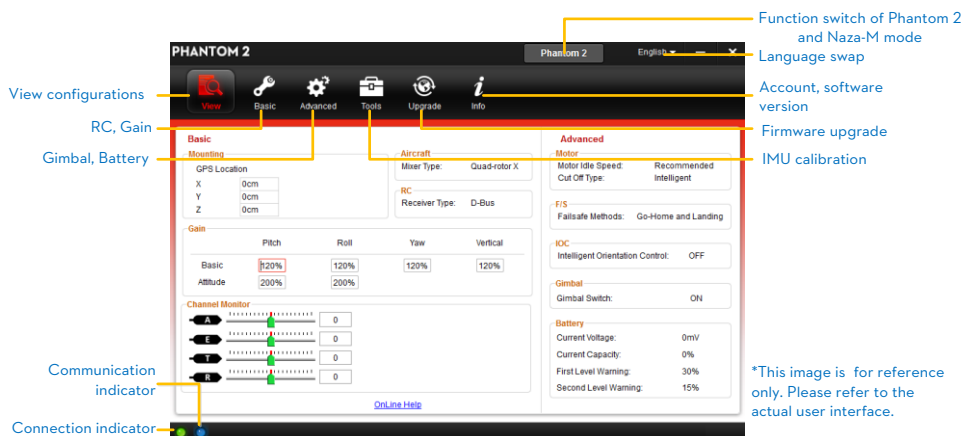 Function switch of Phantom 2
and Naza-M mode
Language swap
PHANTOM 2
Phantom 2
English
View configurations
Account, software
version
View
Basic
Advanced
Tools
Upgrade
Info
RC, Gain
Firmware upgrade
Gimbal, Battery
IMU calibration
Basic
Mounting
GPS Location
X 0cm
Y 0cm
Z 0cm
Aircraft
Mixer Type: Quad-rotor X
RC
Receiver Type: D-Bus
Gain
Pitch Roll Yaw Vertical
Basic 120% 120% 120% 120%
Attitude 200% 200%
Channel Monitor
A 0
E 0
T 0
R 0
OnLine Help
Advanced
Motor
Motor Idle Speed: Recommended
Cut Off Type: Intelligent
F/S
Failsafe Methods: Go-Home and Landing
IOC
Intelligent Orientation Control: OFF
Gimbal
Gimbal Switch: ON
Battery
Current Voltage: 0mV
Current Capacity: 0%
First Level Warning: 30%
Second Level Warning: 15%
Communication
indicator
Connection indicator
*This image is for reference
only. Please refer to the
actual user interface.